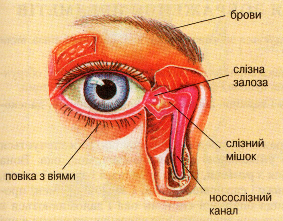 брови
слізна
залоза
слізний
мішок
повіка з віями
носослізний
канал